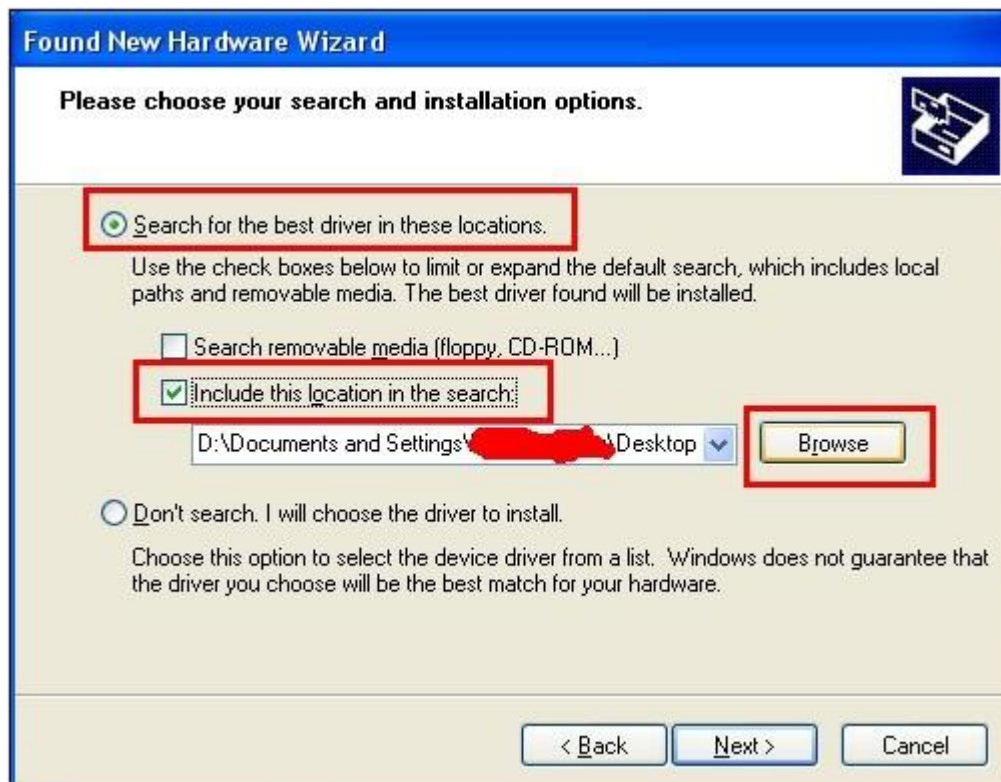 Found New Hardware Wizard
Please choose your search and installation options.
Search for the best driver in these locations.
Use the check boxes below to limit or expand the default search, which includes local
paths and removable media. The best driver found will be installed.
Search removable media (floppy, CD-ROM...)
Include this location in the search:
D:\Documents and Settings\ \Desktop
Browse
Don't search. I will choose the driver to install.
Choose this option to select the device driver from a list. Windows does not guarantee that
the driver you choose will be the best match for your hardware.
< Back
Next >
Cancel